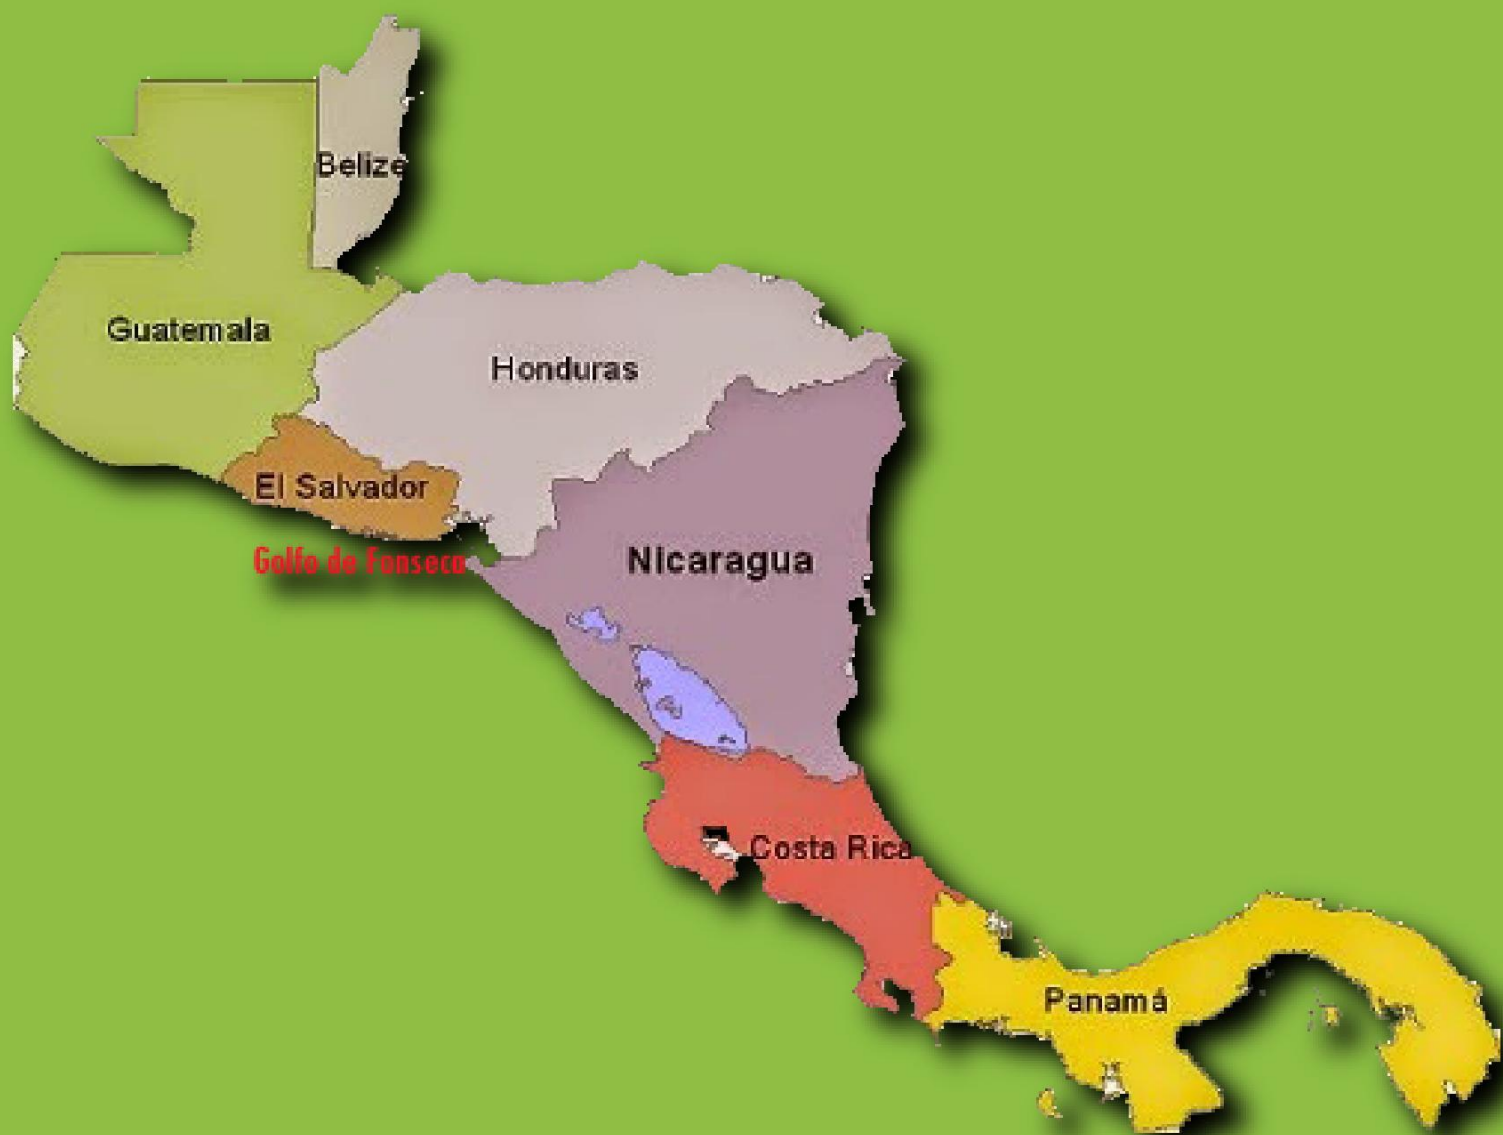 Belize
Guatemala
Honduras
El Salvador
Golfo de Fonseca
Nicaragua
Costa Rica
Panamá